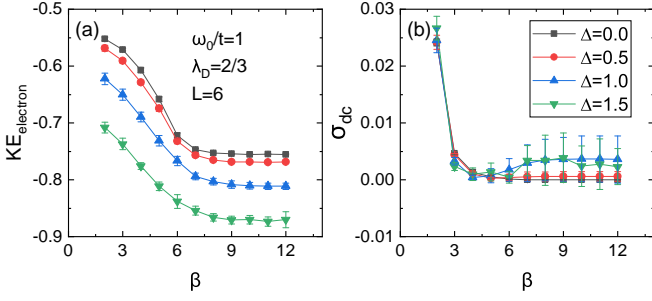 (a)
ω₀/t=1
λ_D=2/3
L=6
KE_electron
-0.5
-0.6
-0.7
-0.8
-0.9
0 3 6 9 12
β
(b)
Δ=0.0
Δ=0.5
Δ=1.0
Δ=1.5
σ_dc
0.03
0.02
0.01
0.00
-0.01
0 3 6 9 12
β